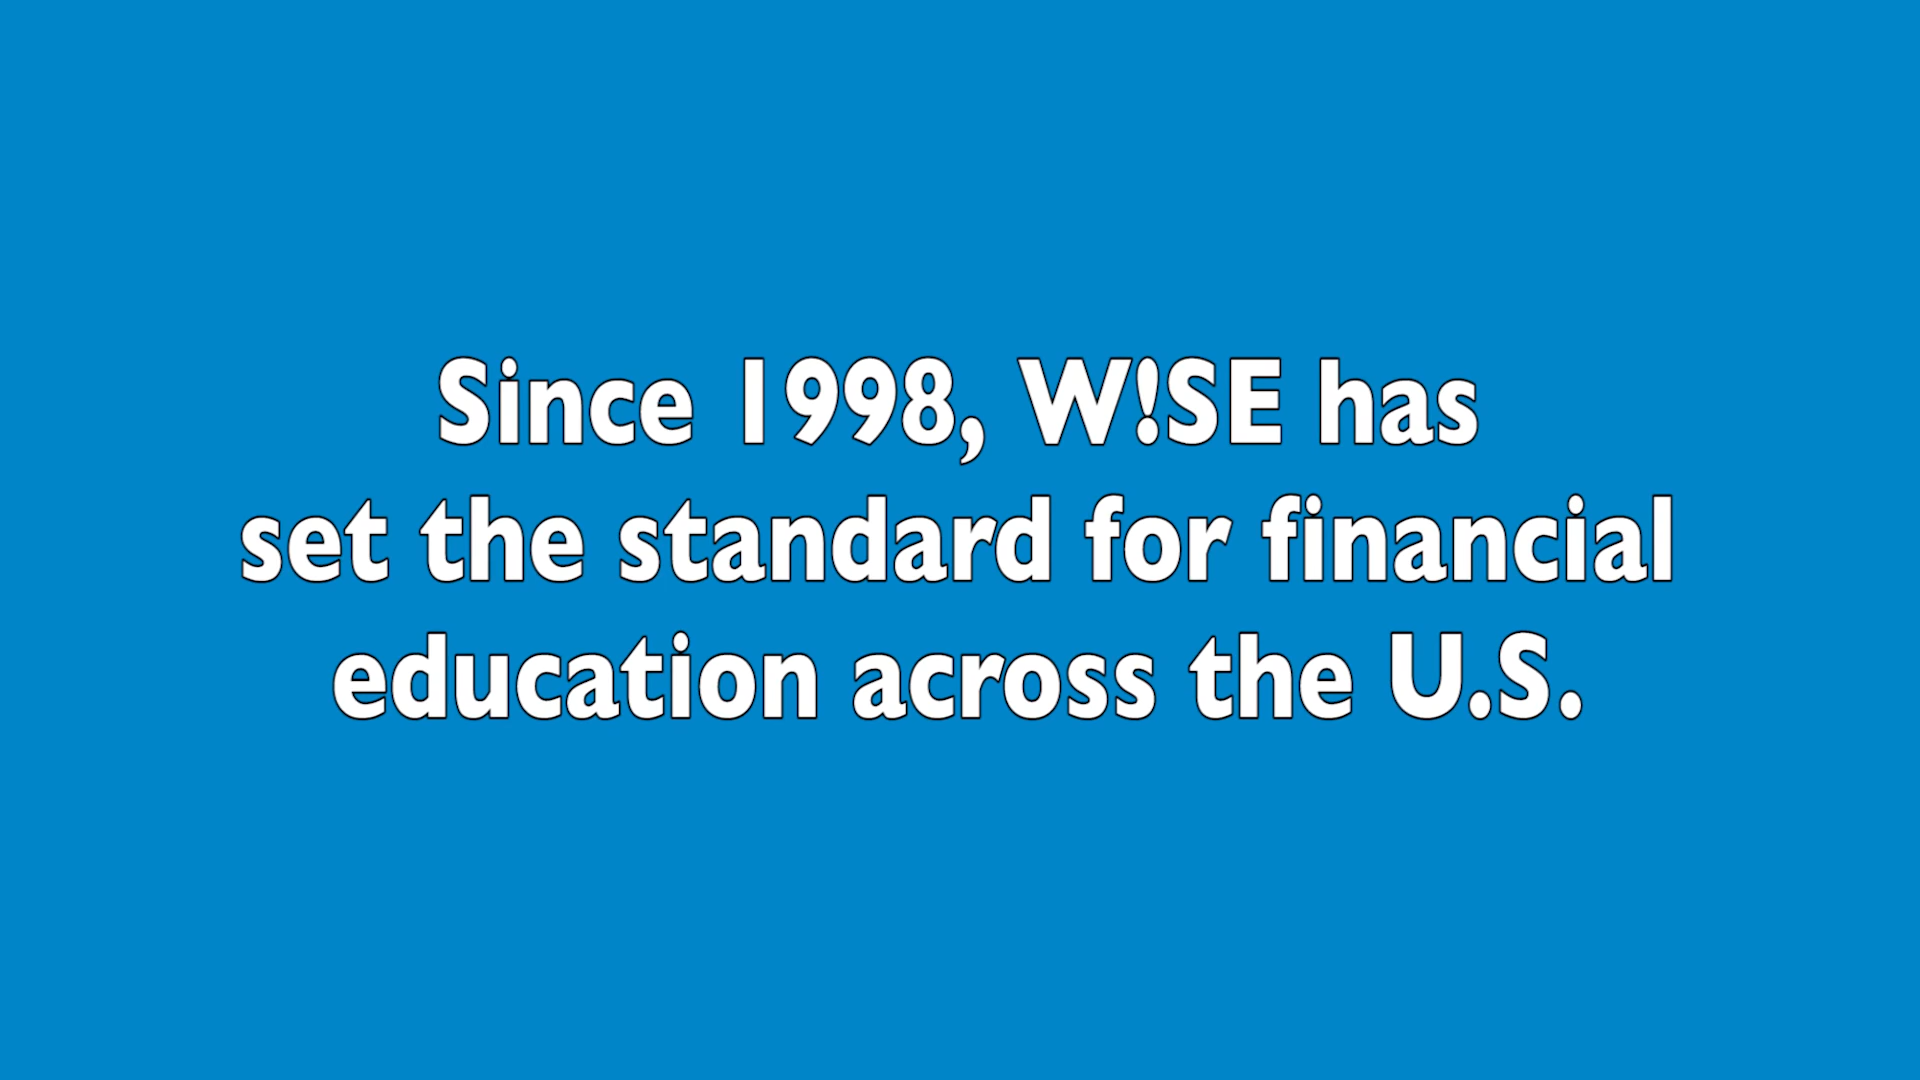 Since 1998, W!SE has
set the standard for financial
education across the U.S.